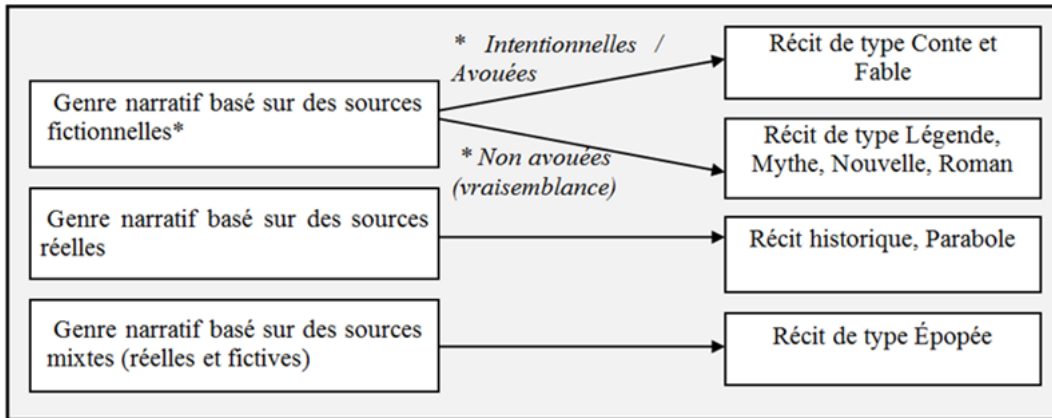 * Intentionnelles /
Avouées
Récit de type Conte et
Fable
Genre narratif basé sur des sources
fictionnelles*
* Non avouées
(vraisemblance)
Récit de type Légende,
Mythe, Nouvelle, Roman
Genre narratif basé sur des sources
réelles
Récit historique, Parabole
Genre narratif basé sur des sources
mixtes (réelles et fictives)
Récit de type Épopée